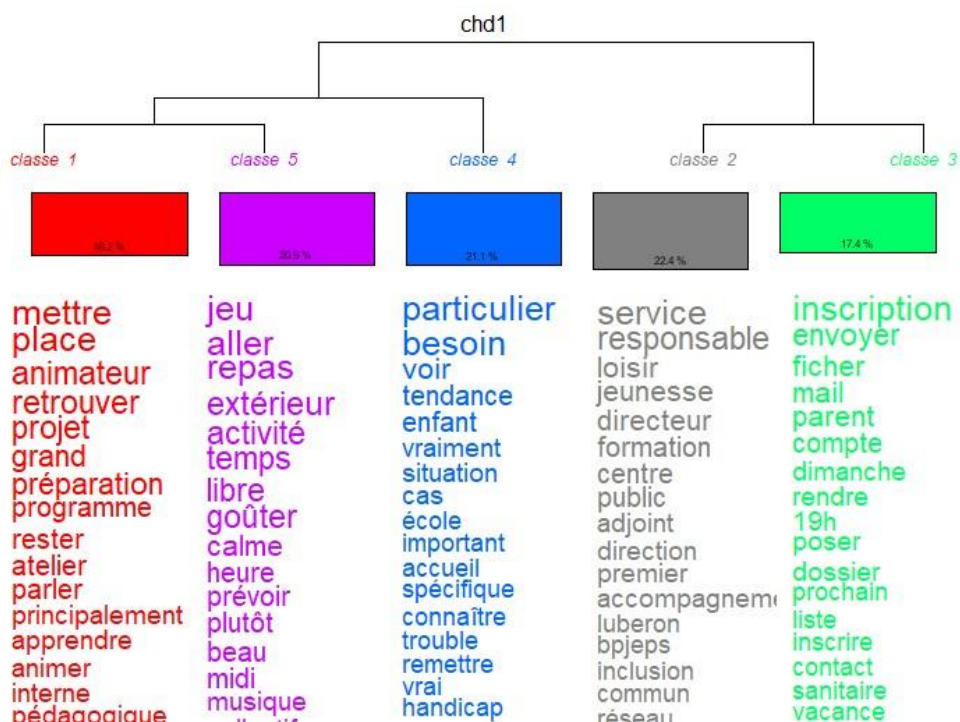 chd1
classe 1
classe 5
classe 4
classe 2
classe 3
20.9 %
21.1 %
22.4 %
17.4 %
mettre
place
animateur
retrouver
projet
grand
préparation
programme
rester
atelier
parler
principalement
apprendre
animer
interne
pédagogique
jeu
aller
repas
extérieur
activité
temps
libre
goûter
calme
heure
prévoir
plutôt
beau
midi
musique
particulier
besoin
voir
tendance
enfant
vraiment
situation
cas
école
important
accueil
spécifique
connaître
trouble
remettre
vrai
handicap
service
responsable
loisir
jeunesse
directeur
formation
centre
public
adjoint
direction
premier
accompagnem
luberon
bpjeps
inclusion
commun
réseau
inscription
envoyer
ficher
mail
parent
compte
dimanche
rendre
19h
poser
dossier
prochain
liste
inscrire
contact
sanitaire
vacance